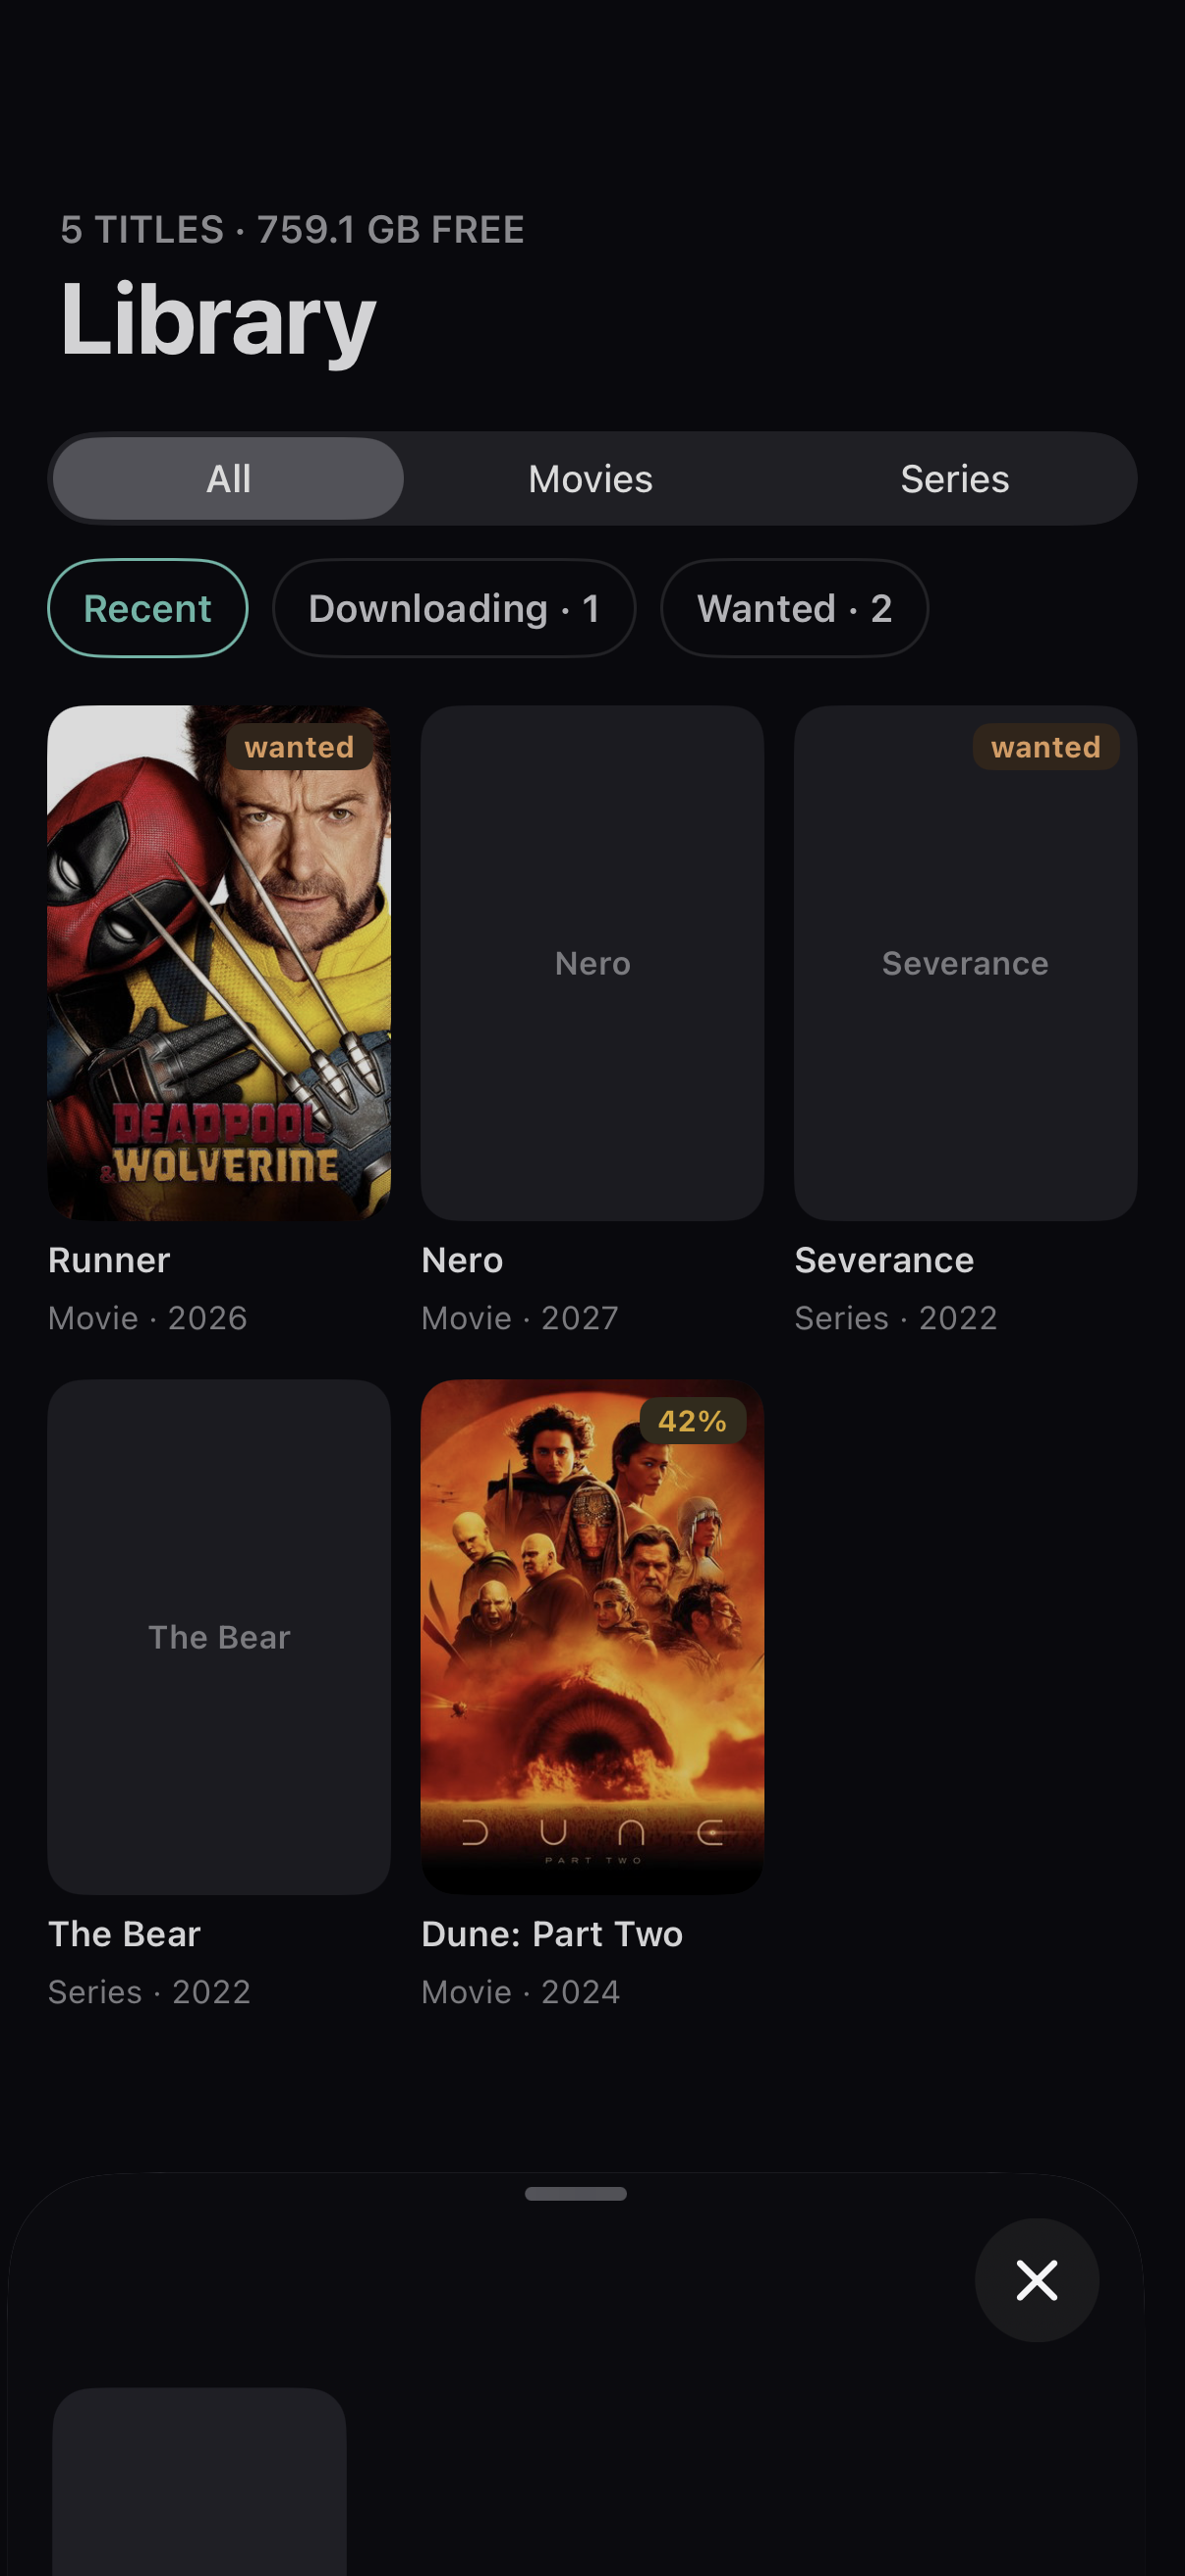 5 TITLES · 759.1 GB FREE
Library
All Movies Series
Recent Downloading · 1 Wanted · 2
wanted wanted
Nero Severance
DEADPOOL
&WOLVERINE
Runner Nero Severance
Movie · 2026 Movie · 2027 Series · 2022
42%
The Bear
DUNE
PART TWO
The Bear Dune: Part Two
Series · 2022 Movie · 2024